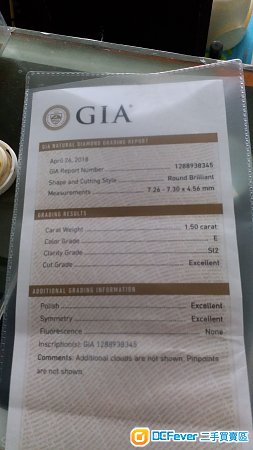 GIA
GIA NATURAL DIAMOND GRADING REPORT
April 26, 2018
GIA Report Number 1288938345
Shape and Cutting Style Round Brilliant
Measurements 7.26 - 7.30 x 4.56 mm
GRADING RESULTS
Carat Weight 1.50 carat
Color Grade E
Clarity Grade SI2
Cut Grade Excellent
ADDITIONAL GRADING INFORMATION
Polish Excellent
Symmetry Excellent
Fluorescence None
Inscription(s): GIA 1288938345
Comments: Additional clouds are not shown. Pinpoints
are not shown.
DCFever 二手買賣區